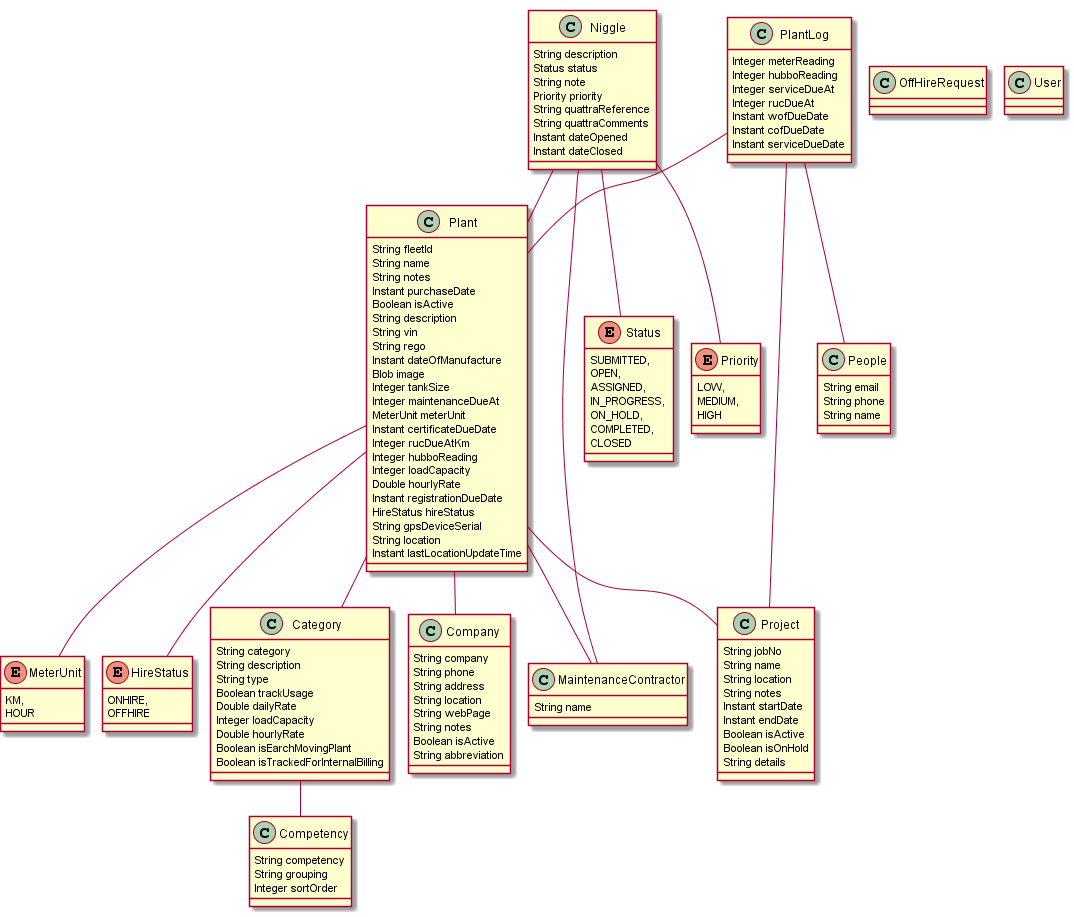 C Niggle
String description
Status status
String note
Priority priority
String quattraReference
String quattraComments
Instant dateOpened
Instant dateClosed
C PlantLog
Integer meterReading
Integer hubboReading
Integer serviceDueAt
Integer rucDueAt
Instant wofDueDate
Instant cofDueDate
Instant serviceDueDate
C OffHireRequest
C User
C Plant
String fleetId
String name
String notes
Instant purchaseDate
Boolean isActive
String description
String vin
String rego
Instant dateOfManufacture
Blob image
Integer tankSize
Integer maintenanceDueAt
MeterUnit meterUnit
Instant certificateDueDate
Integer rucDueAtKm
Integer hubboReading
Integer loadCapacity
Double hourlyRate
Instant registrationDueDate
HireStatus hireStatus
String gpsDeviceSerial
String location
Instant lastLocationUpdateTime
E Status
SUBMITTED,
OPEN,
ASSIGNED,
IN_PROGRESS,
ON_HOLD,
COMPLETED,
CLOSED
E Priority
LOW,
MEDIUM,
HIGH
C People
String email
String phone
String name
E MeterUnit
KM,
HOUR
E HireStatus
ONHIRE,
OFFHIRE
C Category
String category
String description
String type
Boolean trackUsage
Double dailyRate
Integer loadCapacity
Double hourlyRate
Boolean isEarchMovingPlant
Boolean isTrackedForInternalBilling
C Company
String company
String phone
String address
String location
String webPage
String notes
Boolean isActive
String abbreviation
C MaintenanceContractor
String name
C Project
String jobNo
String name
String location
String notes
Instant startDate
Instant endDate
Boolean isActive
Boolean isOnHold
String details
C Competency
String competency
String grouping
Integer sortOrder